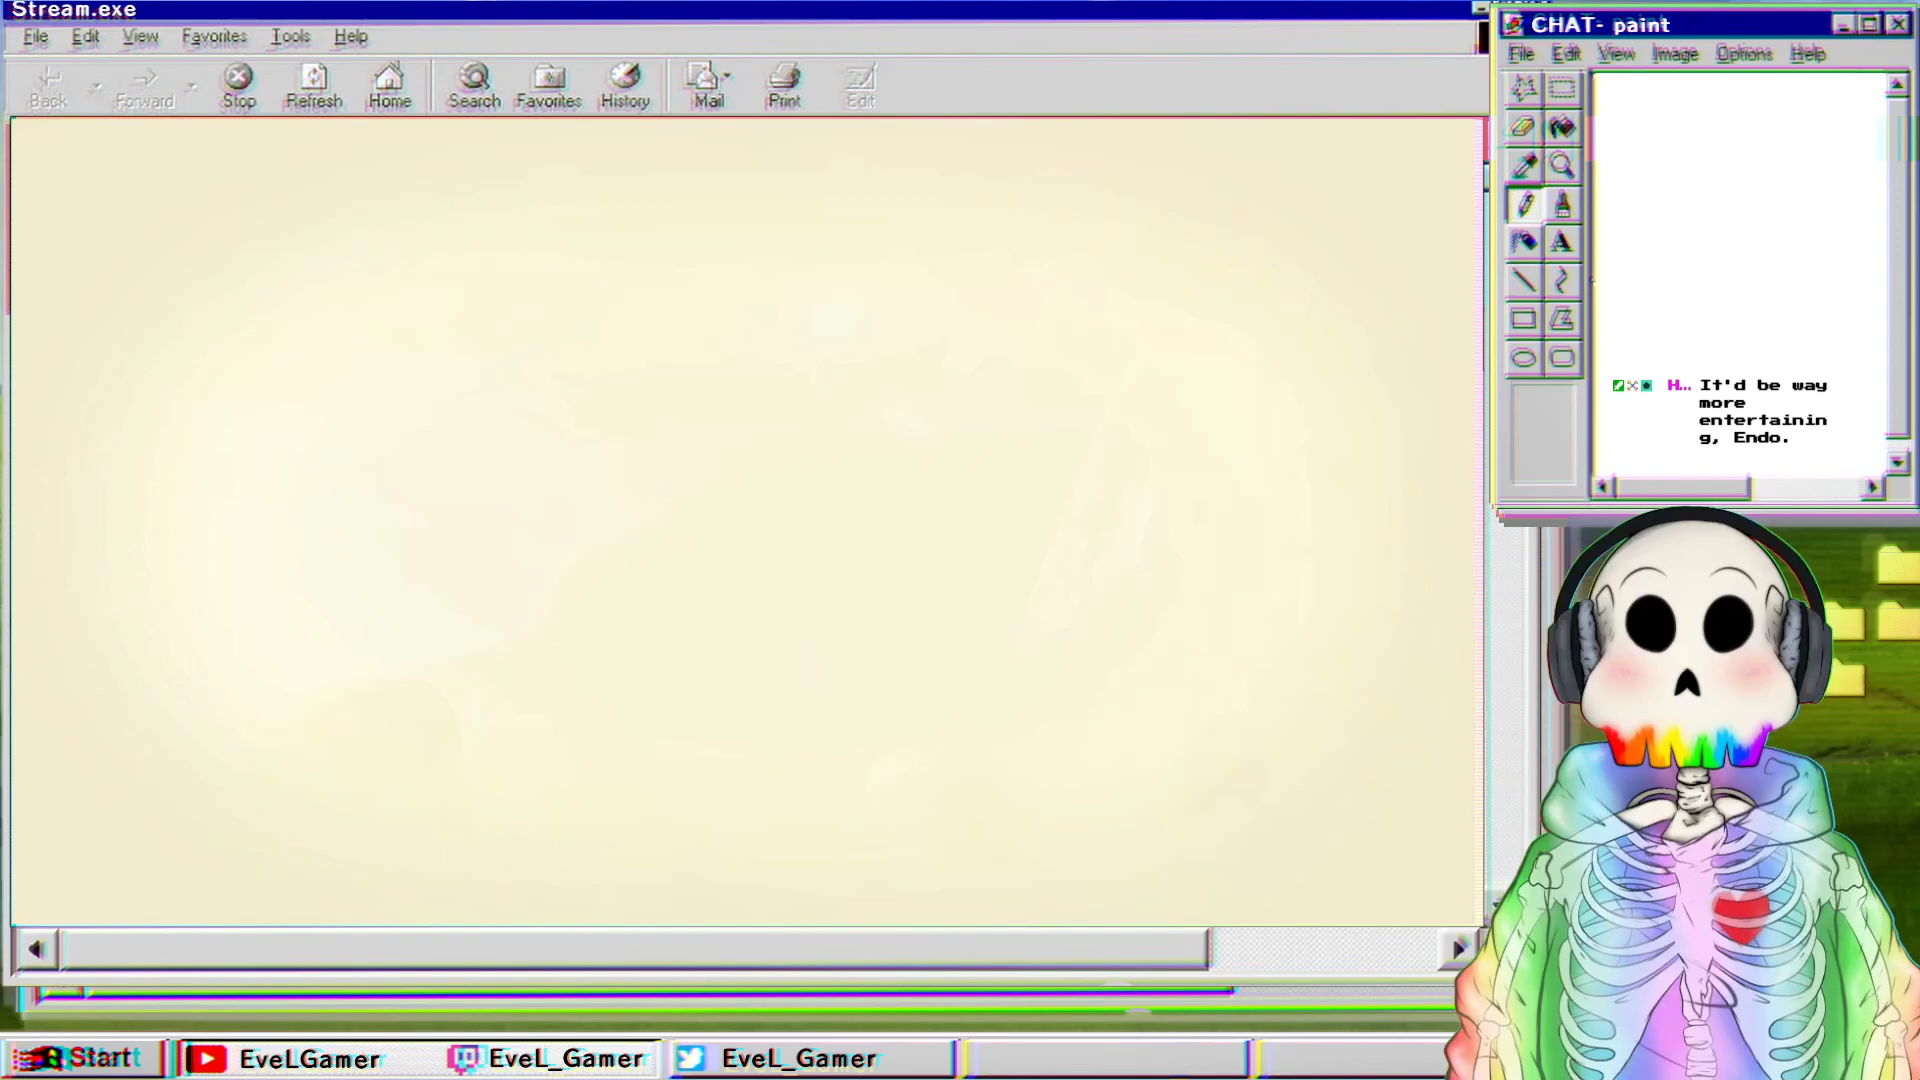 Stream.exe
File Edit View Favorites Tools Help
Back Forward Stop Refresh Home Search Favorites History Mail Print Edit
CHAT- paint
File Edit View Image Options Help
A
H... It'd be way
more
entertainin
g, Endo.
Start EveLGamer EveL_Gamer EveL_Gamer